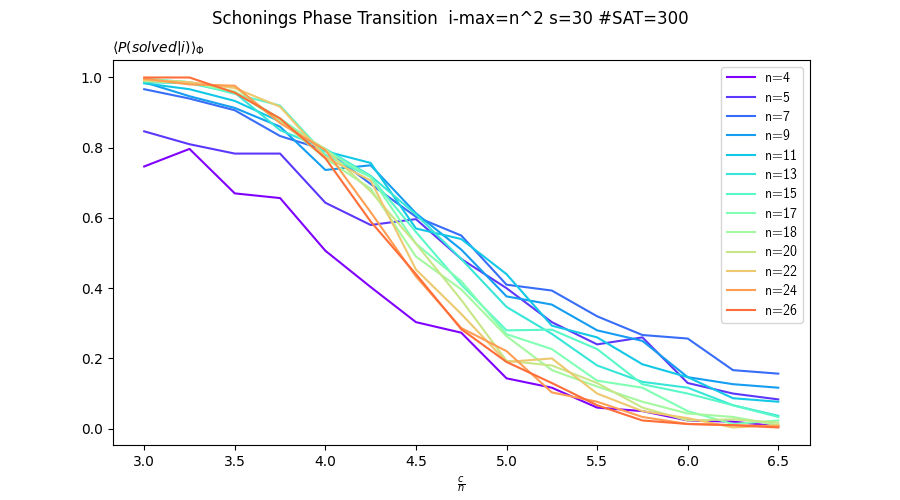 Schonings Phase Transition  i-max=n^2 s=30 #SAT=300
⟨P(solved|i)⟩Φ
1.0
0.8
0.6
0.4
0.2
0.0
n=4
n=5
n=7
n=9
n=11
n=13
n=15
n=17
n=18
n=20
n=22
n=24
n=26
3.0 3.5 4.0 4.5 5.0 5.5 6.0 6.5
c/n